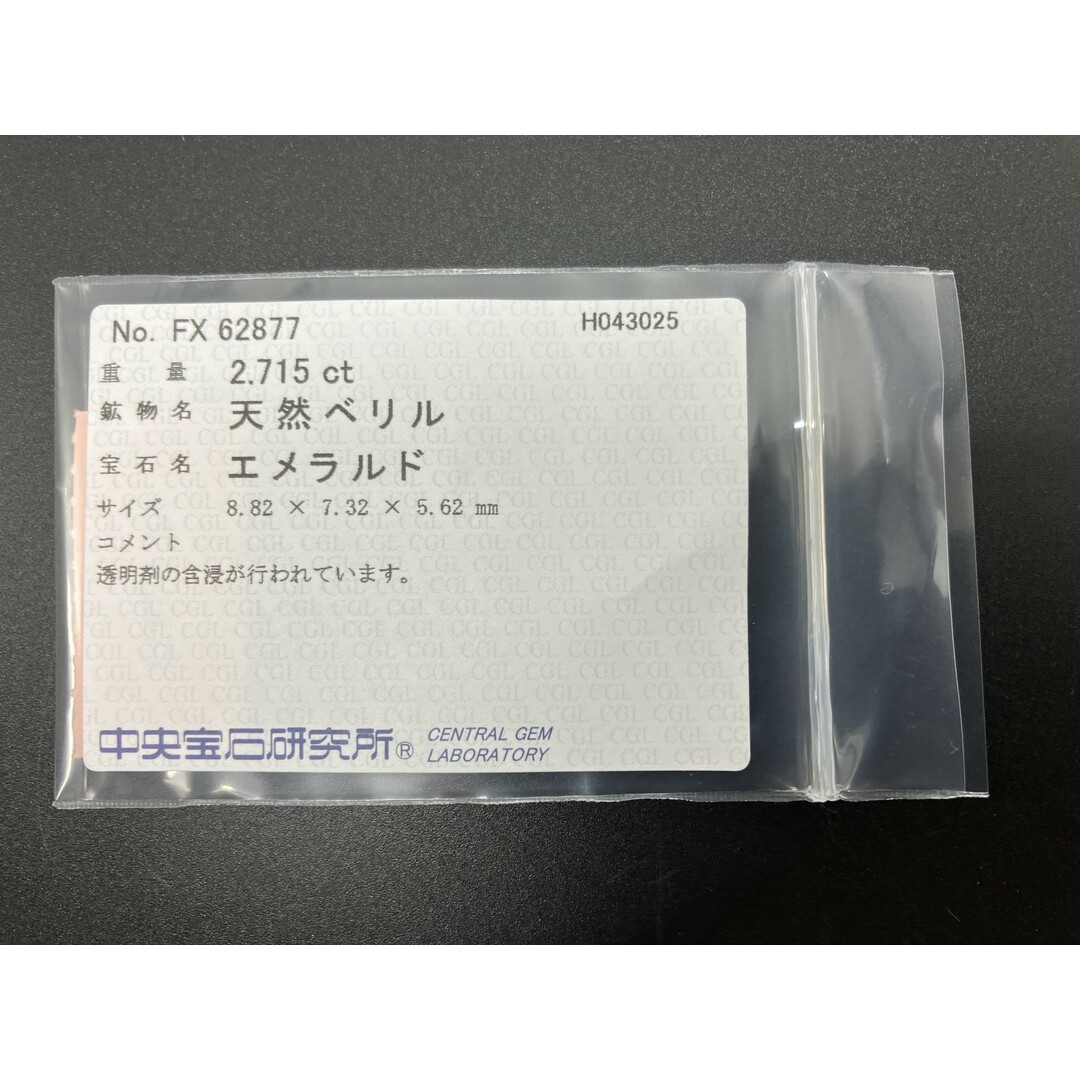 No. FX 62877 H043025
重量 2.715 ct
鉱物名 天然ベリル
宝石名 エメラルド
サイズ 8.82 × 7.32 × 5.62 mm
コメント
透明剤の含浸が行われています。
中央宝石研究所® CENTRAL GEM
LABORATORY